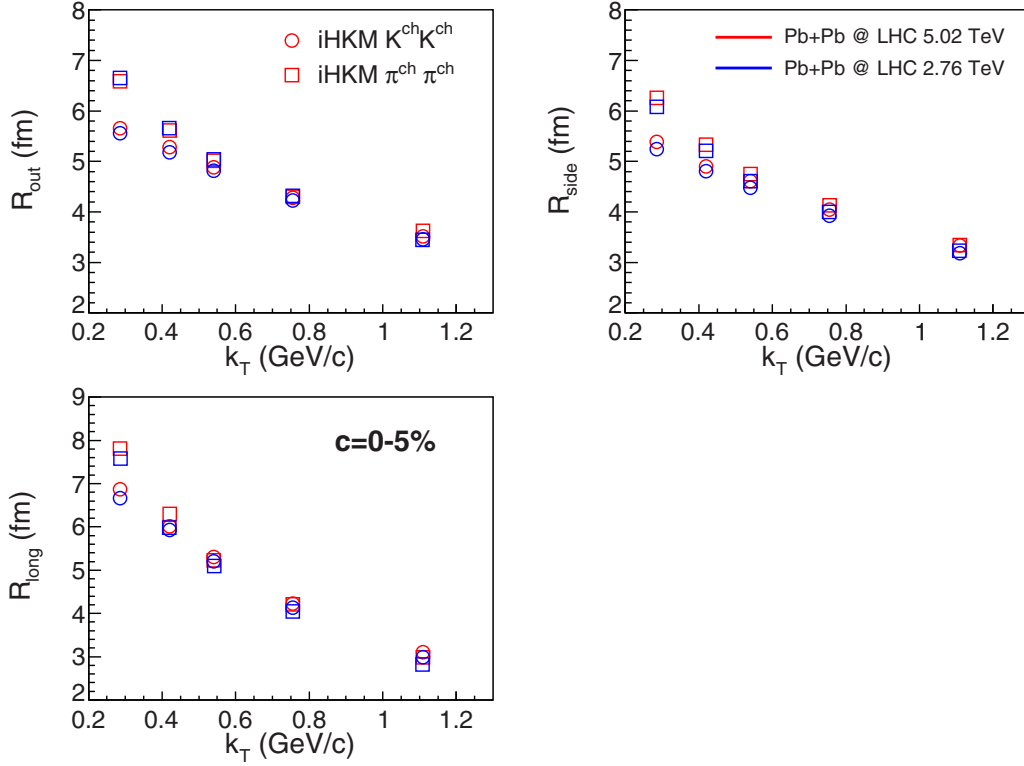 R_out (fm)
8
7
6
5
4
3
2
iHKM K^ch K^ch
iHKM π^ch π^ch
0.2 0.4 0.6 0.8 1 1.2
k_T (GeV/c)
R_side (fm)
8
7
6
5
4
3
2
Pb+Pb @ LHC 5.02 TeV
Pb+Pb @ LHC 2.76 TeV
0.2 0.4 0.6 0.8 1 1.2
k_T (GeV/c)
R_long (fm)
9
8
7
6
5
4
3
2
c=0-5%
0.2 0.4 0.6 0.8 1 1.2
k_T (GeV/c)